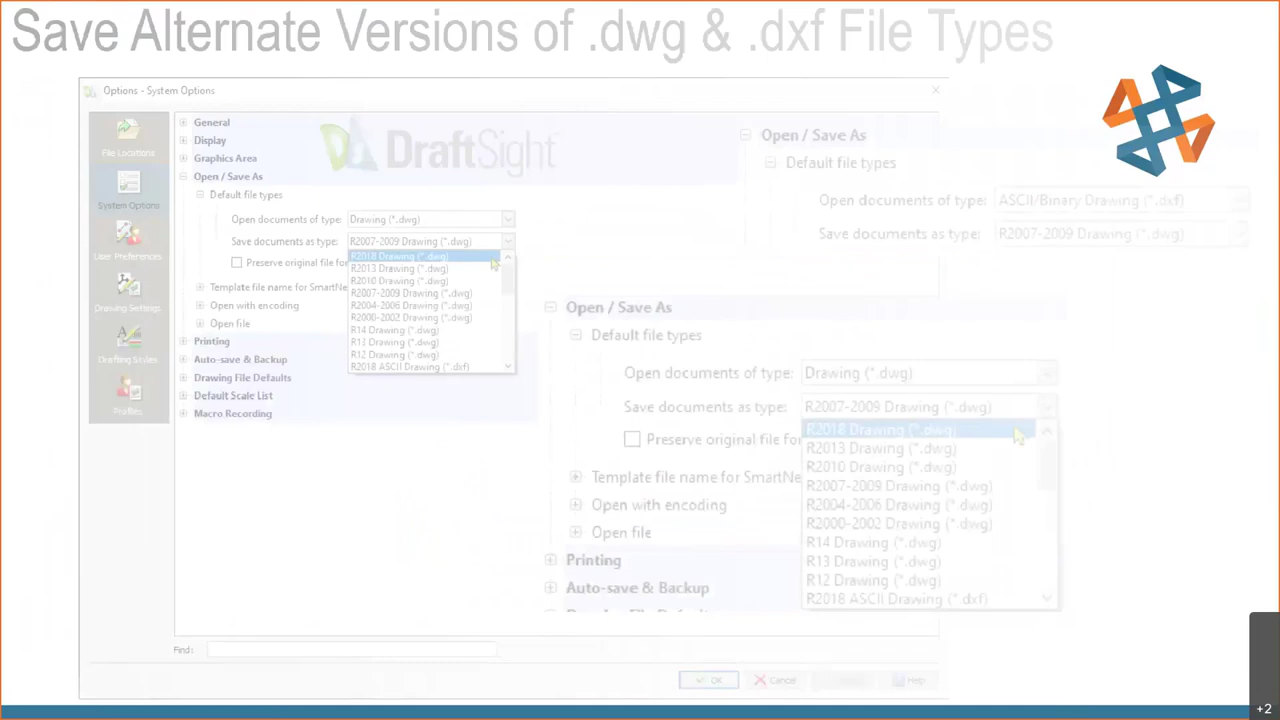 Save Alternate Versions of .dwg & .dxf File Types
Options - System Options
File Locations
System Options
User Preferences
Drawing Settings
Drafting Styles
Profiles
General
Display
Graphics Area
Open / Save As
Default file types
Open documents of type: Drawing (*.dwg)
Save documents as type: R2007-2009 Drawing (*.dwg)
Preserve original file for
R2018 Drawing (*.dwg)
R2013 Drawing (*.dwg)
R2010 Drawing (*.dwg)
R2007-2009 Drawing (*.dwg)
R2004-2006 Drawing (*.dwg)
R2000-2002 Drawing (*.dwg)
R14 Drawing (*.dwg)
R13 Drawing (*.dwg)
R12 Drawing (*.dwg)
R2018 ASCII Drawing (*.dxf)
Template file name for SmartNe
Open with encoding
Open file
Printing
Auto-save & Backup
Drawing File Defaults
Default Scale List
Macro Recording
Find:
OK
Cancel
Help
DraftSight
Open / Save As
Default file types
Open documents of type: ASCII/Binary Drawing (*.dxf)
Save documents as type: R2007-2009 Drawing (*.dwg)
Open / Save As
Default file types
Open documents of type: Drawing (*.dwg)
Save documents as type: R2007-2009 Drawing (*.dwg)
Preserve original file for
R2018 Drawing (*.dwg)
R2013 Drawing (*.dwg)
R2010 Drawing (*.dwg)
R2007-2009 Drawing (*.dwg)
R2004-2006 Drawing (*.dwg)
R2000-2002 Drawing (*.dwg)
R14 Drawing (*.dwg)
R13 Drawing (*.dwg)
R12 Drawing (*.dwg)
R2018 ASCII Drawing (*.dxf)
Template file name for SmartNe
Open with encoding
Open file
Printing
Auto-save & Backup
+2